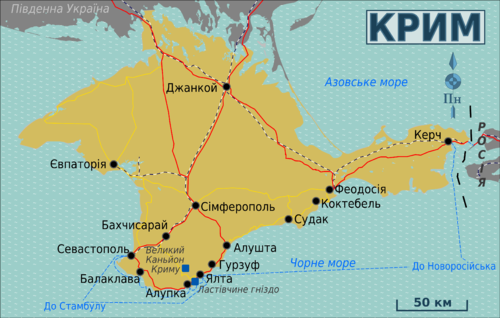 Південна Україна
КРИМ
Джанкой
Азовське море
Пн
РОСІЯ
Керч
Євпаторія
Феодосія
Коктебель
Сімферополь
Судак
Бахчисарай
Севастополь
Великий
Каньйон
Криму
Алушта
Гурзуф
Чорне море
До Новоросійська
Балаклава
Ялта
Алупка
Ластівчине гніздо
До Стамбулу
50 км